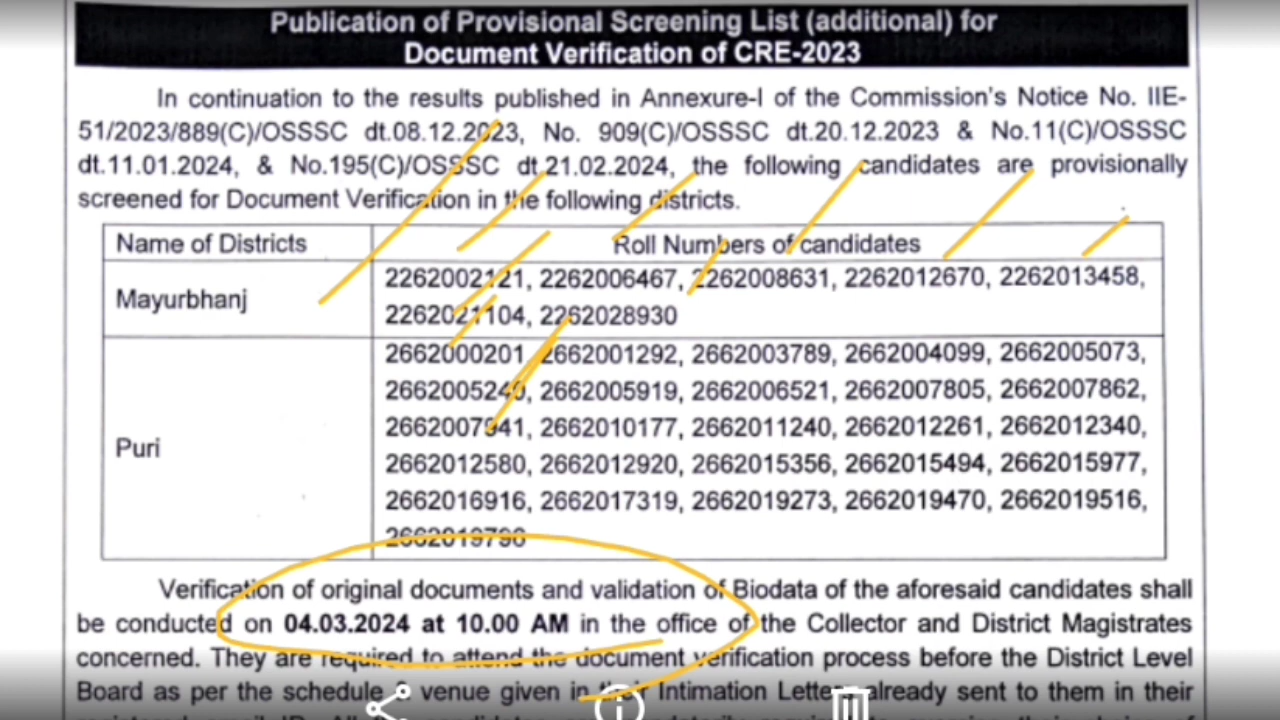 Publication of Provisional Screening List (additional) for
Document Verification of CRE-2023
In continuation to the results published in Annexure-I of the Commission's Notice No. IIE-
51/2023/889(C)/OSSSC dt.08.12.2023, No. 909(C)/OSSSC dt.20.12.2023 & No.11(C)/OSSSC
dt.11.01.2024, & No.195(C)/OSSSC dt.21.02.2024, the following candidates are provisionally
screened for Document Verification in the following districts.
Name of Districts Roll Numbers of candidates
Mayurbhanj
2262002121, 2262006467, 2262008631, 2262012670, 2262013458,
2262021104, 2262028930
Puri
2662000201, 2662001292, 2662003789, 2662004099, 2662005073,
2662005240, 2662005919, 2662006521, 2662007805, 2662007862,
2662007941, 2662010177, 2662011240, 2662012261, 2662012340,
2662012580, 2662012920, 2662015356, 2662015494, 2662015977,
2662016916, 2662017319, 2662019273, 2662019470, 2662019516,
2662019796
Verification of original documents and validation of Biodata of the aforesaid candidates shall
be conducted on 04.03.2024 at 10.00 AM in the office of the Collector and District Magistrates
concerned. They are required to attend the document verification process before the District Level
Board as per the schedule & venue given in their Intimation Letters already sent to them in their